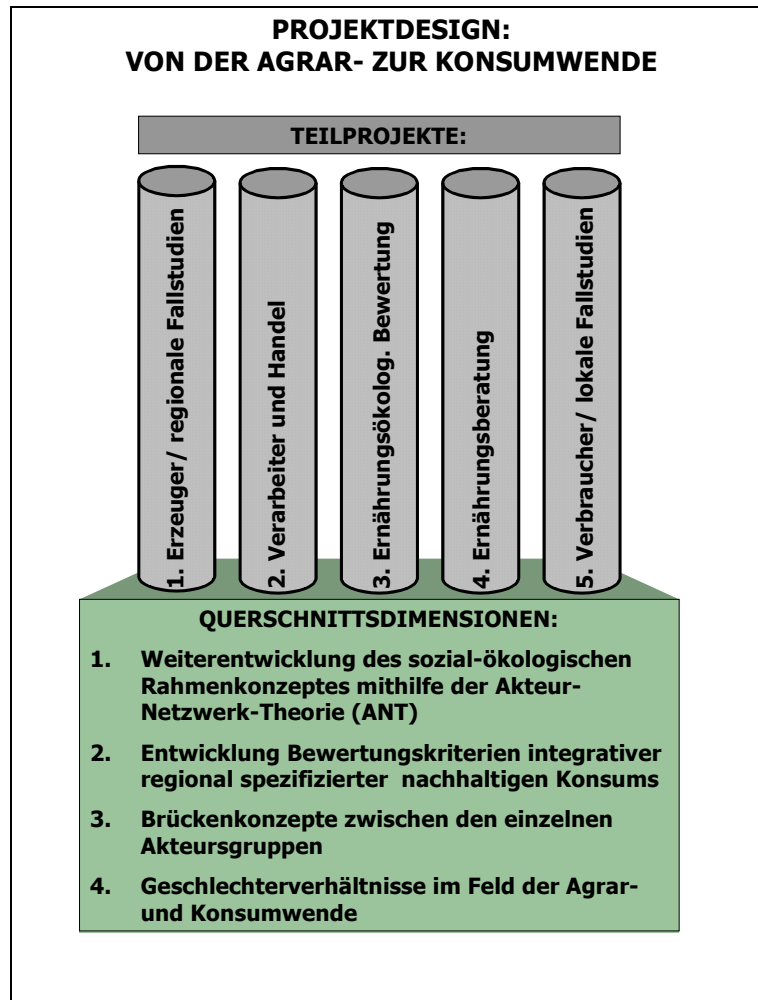 PROJEKTDESIGN:
VON DER AGRAR- ZUR KONSUMWENDE
TEILPROJEKTE:
1. Erzeuger/ regionale Fallstudien
2. Verarbeiter und Handel
3. Ernährungsökolog. Bewertung
4. Ernährungsberatung
5. Verbraucher/ lokale Fallstudien
QUERSCHNITTSDIMENSIONEN:
1. Weiterentwicklung des sozial-ökologischen
Rahmenkonzeptes mithilfe der Akteur-
Netzwerk-Theorie (ANT)
2. Entwicklung Bewertungskriterien integrativer
regional spezifizierter nachhaltigen Konsums
3. Brückenkonzepte zwischen den einzelnen
Akteursgruppen
4. Geschlechterverhältnisse im Feld der Agrar-
und Konsumwende